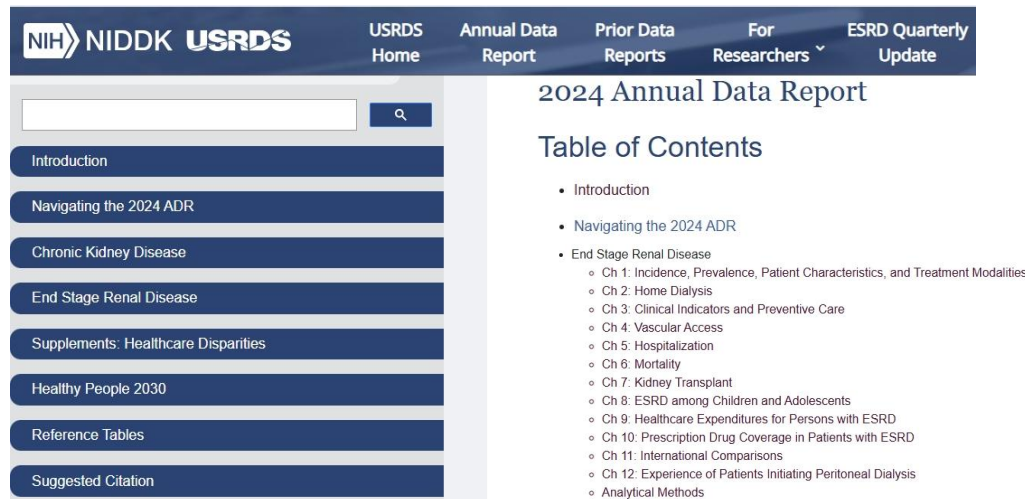 NIH NIDDK USRDS
USRDS Home
Annual Data Report
Prior Data Reports
For Researchers
ESRD Quarterly Update
Introduction
Navigating the 2024 ADR
Chronic Kidney Disease
End Stage Renal Disease
Supplements: Healthcare Disparities
Healthy People 2030
Reference Tables
Suggested Citation
2024 Annual Data Report
Table of Contents
• Introduction
• Navigating the 2024 ADR
• End Stage Renal Disease
◦ Ch 1: Incidence, Prevalence, Patient Characteristics, and Treatment Modalities
◦ Ch 2: Home Dialysis
◦ Ch 3: Clinical Indicators and Preventive Care
◦ Ch 4: Vascular Access
◦ Ch 5: Hospitalization
◦ Ch 6: Mortality
◦ Ch 7: Kidney Transplant
◦ Ch 8: ESRD among Children and Adolescents
◦ Ch 9: Healthcare Expenditures for Persons with ESRD
◦ Ch 10: Prescription Drug Coverage in Patients with ESRD
◦ Ch 11: International Comparisons
◦ Ch 12: Experience of Patients Initiating Peritoneal Dialysis
◦ Analytical Methods